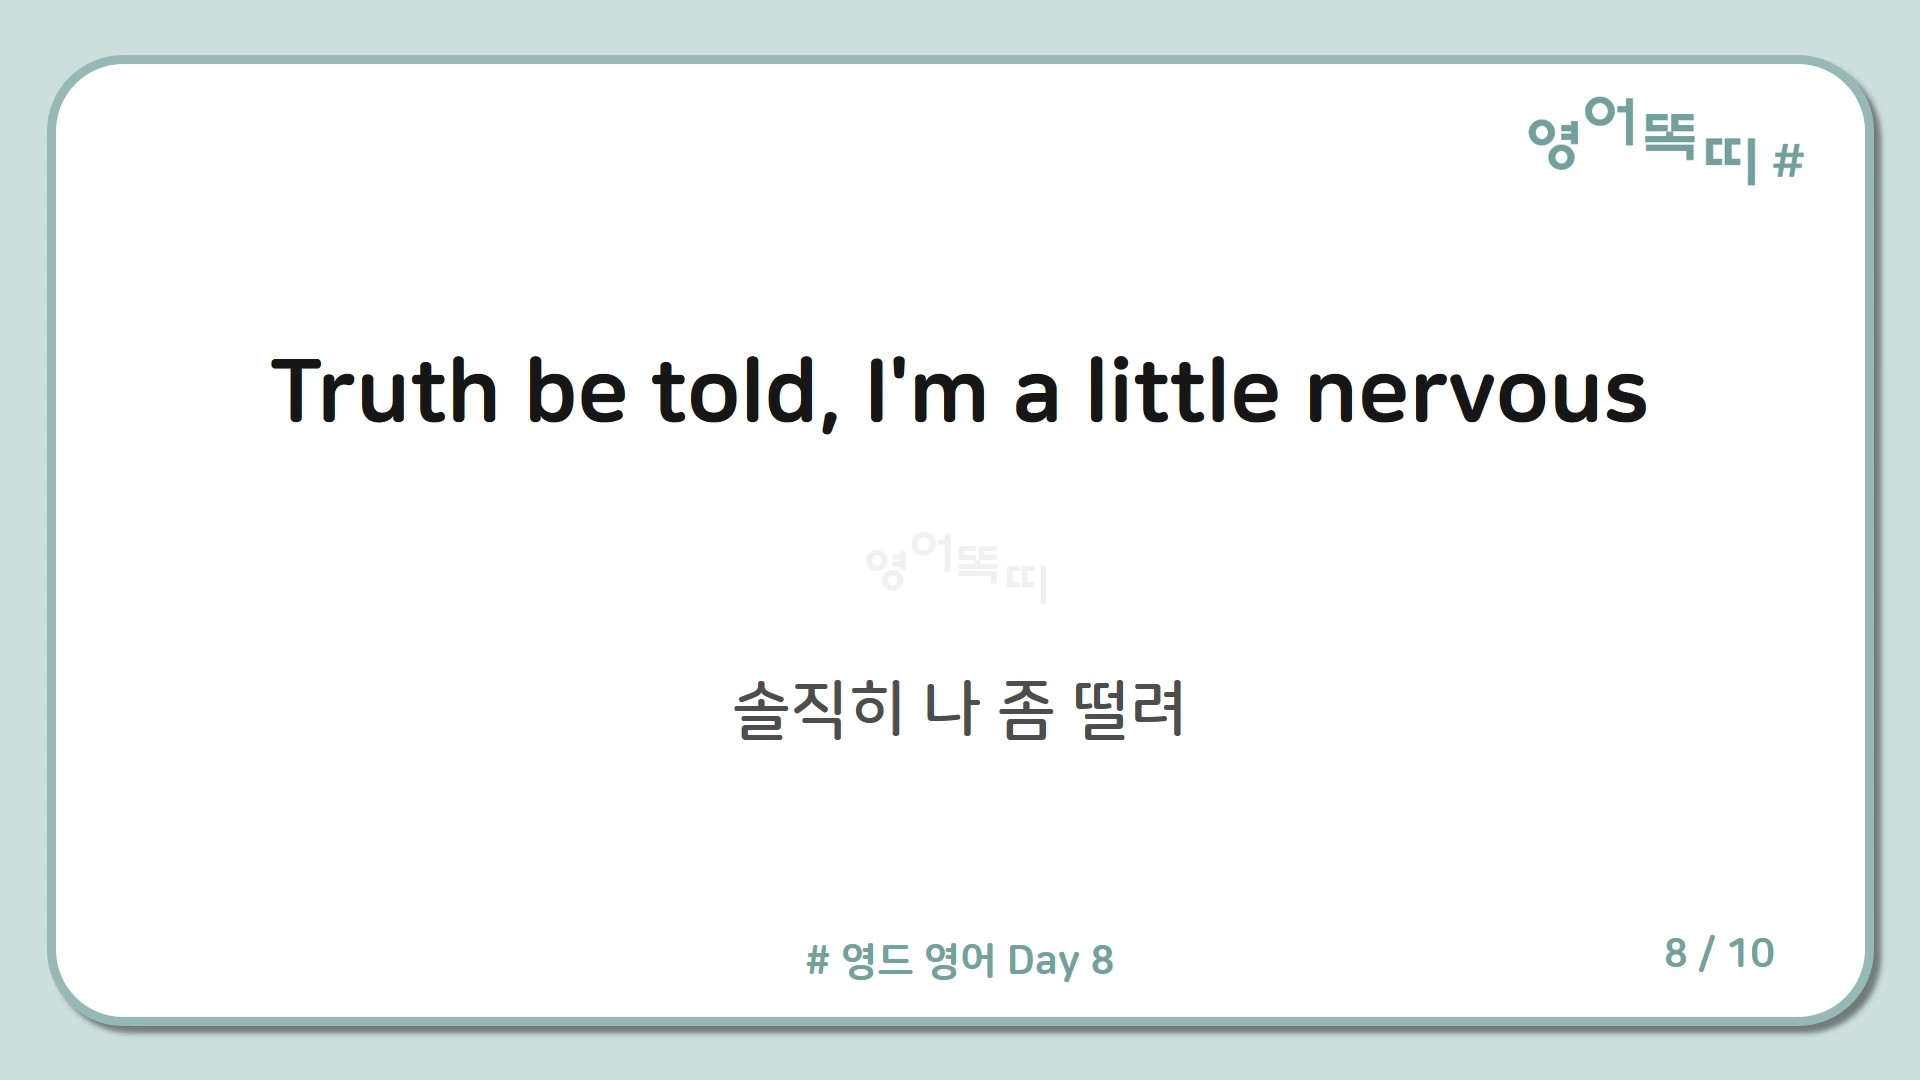 영어똑띠 #
Truth be told, I'm a little nervous
영어똑띠
솔직히 나 좀 떨려
# 영드 영어 Day 8
8 / 10